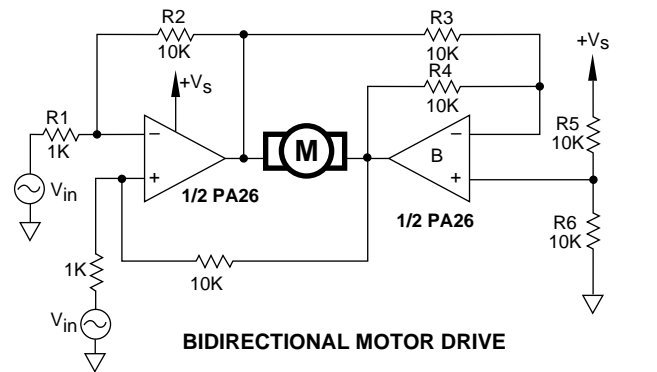 R2
10K
R3
10K
+Vs
R4
10K
+Vs
R1
1K
−
+
M
−
B
+
R5
10K
Vin
1/2 PA26
1/2 PA26
R6
10K
1K
10K
Vin
BIDIRECTIONAL MOTOR DRIVE